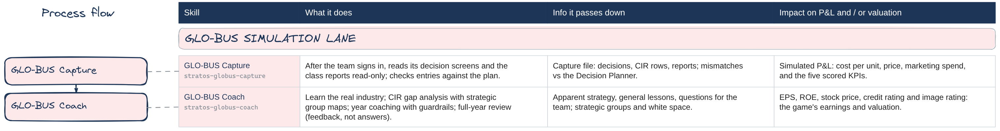 Process flow
Skill
What it does
Info it passes down
Impact on P&L and / or valuation
GLO-BUS SIMULATION LANE
GLO-BUS Capture
GLO-BUS Capture
stratos-globus-capture
After the team signs in, reads its decision screens and the
class reports read-only; checks entries against the plan.
Capture file: decisions, CIR rows, reports; mismatches
vs the Decision Planner.
Simulated P&L: cost per unit, price, marketing spend,
and the five scored KPIs.
GLO-BUS Coach
GLO-BUS Coach
stratos-globus-coach
Learn the real industry; CIR gap analysis with strategic
group maps; year coaching with guardrails; full-year review
(feedback, not answers).
Apparent strategy, general lessons, questions for the
team; strategic groups and white space.
EPS, ROE, stock price, credit rating and image rating:
the game's earnings and valuation.